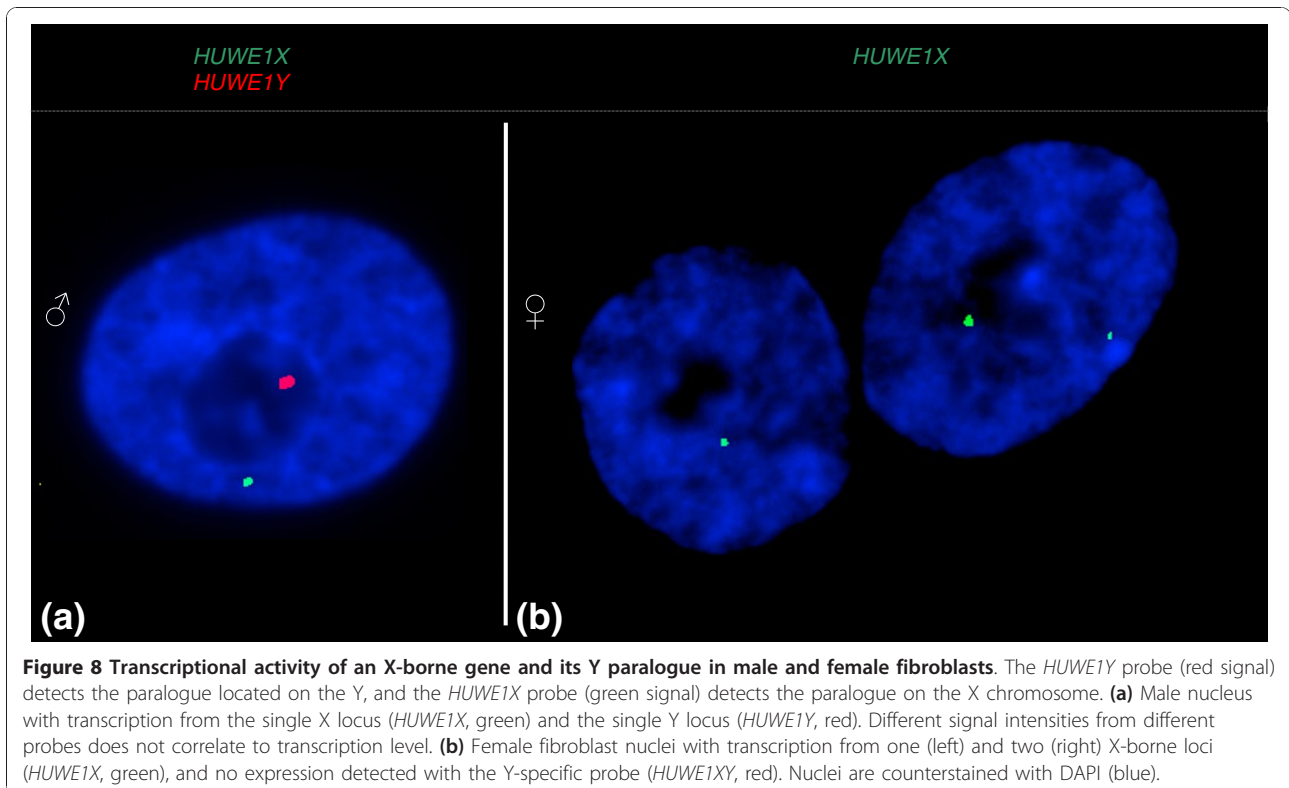 HUWE1X
HUWE1Y
HUWE1X
♂
♀
(a)
(b)
Figure 8 Transcriptional activity of an X-borne gene and its Y paralogue in male and female fibroblasts. The HUWE1Y probe (red signal)
detects the paralogue located on the Y, and the HUWE1X probe (green signal) detects the paralogue on the X chromosome. (a) Male nucleus
with transcription from the single X locus (HUWE1X, green) and the single Y locus (HUWE1Y, red). Different signal intensities from different
probes does not correlate to transcription level. (b) Female fibroblast nuclei with transcription from one (left) and two (right) X-borne loci
(HUWE1X, green), and no expression detected with the Y-specific probe (HUWE1XY, red). Nuclei are counterstained with DAPI (blue).